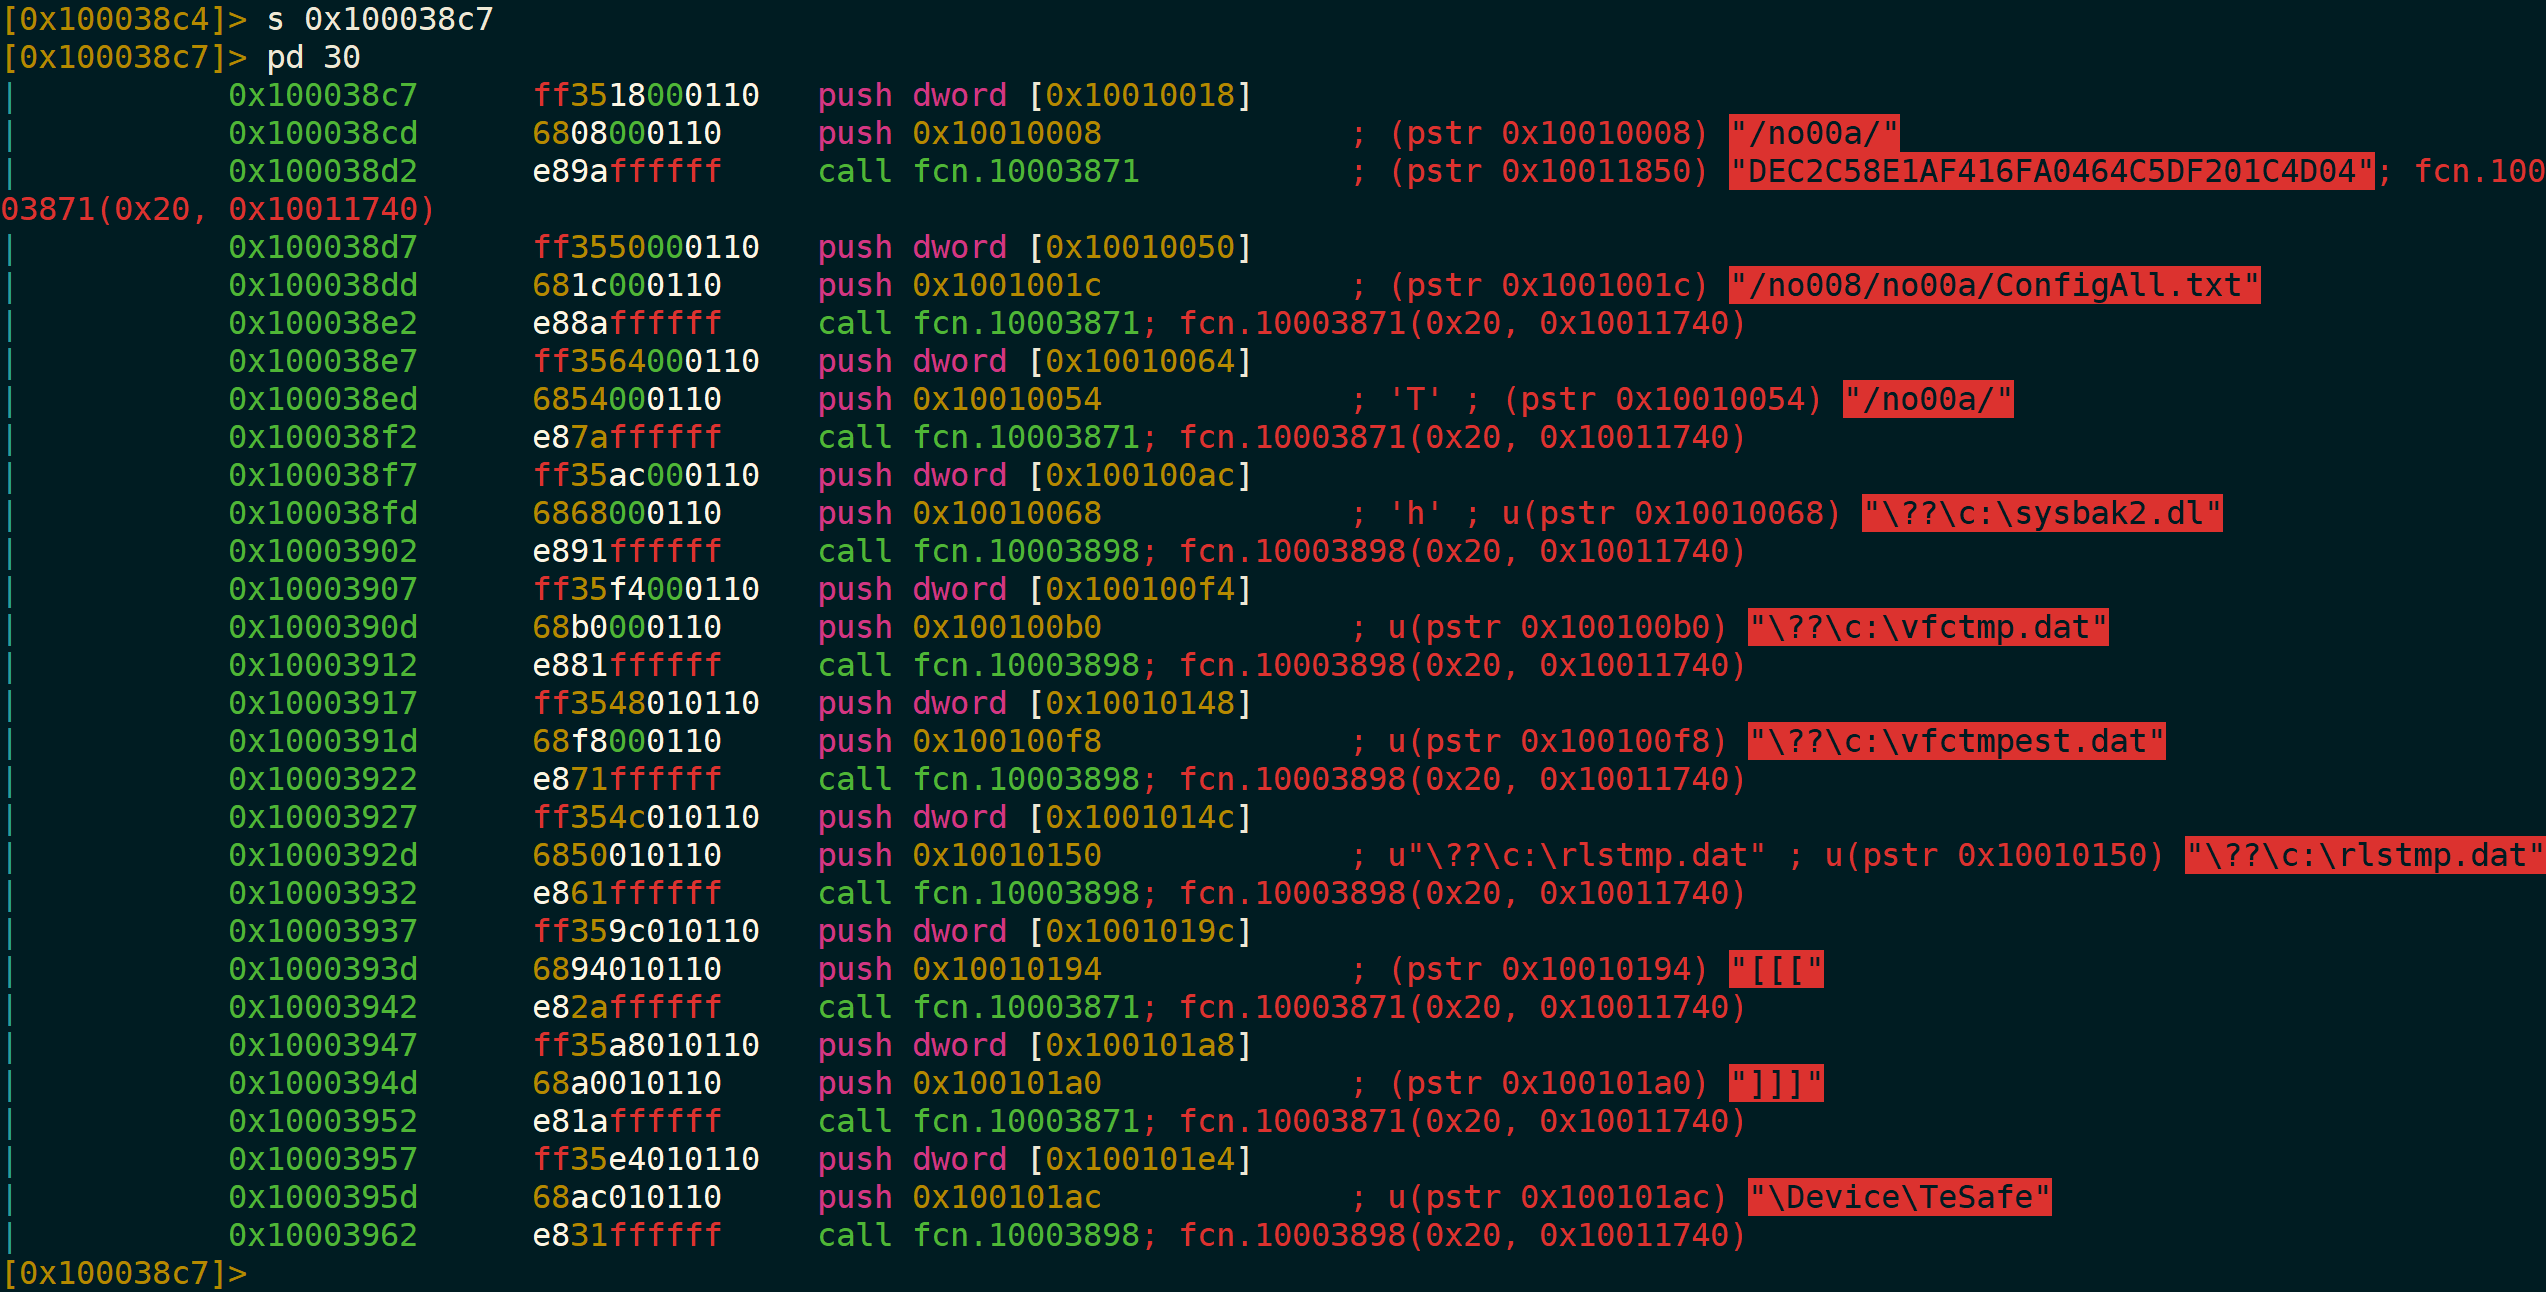 [0x100038c4]> s 0x100038c7
[0x100038c7]> pd 30
|           0x100038c7      ff3518000110   push dword [0x10010018]
|           0x100038cd      6808000110     push 0x10010008             ; (pstr 0x10010008) "/no00a/"
|           0x100038d2      e89affffff     call fcn.10003871           ; (pstr 0x10011850) "DEC2C58E1AF416FA0464C5DF201C4D04"; fcn.100
03871(0x20, 0x10011740)
|           0x100038d7      ff3550000110   push dword [0x10010050]
|           0x100038dd      681c000110     push 0x1001001c             ; (pstr 0x1001001c) "/no008/no00a/ConfigAll.txt"
|           0x100038e2      e88affffff     call fcn.10003871; fcn.10003871(0x20, 0x10011740)
|           0x100038e7      ff3564000110   push dword [0x10010064]
|           0x100038ed      6854000110     push 0x10010054             ; 'T' ; (pstr 0x10010054) "/no00a/"
|           0x100038f2      e87affffff     call fcn.10003871; fcn.10003871(0x20, 0x10011740)
|           0x100038f7      ff35ac000110   push dword [0x100100ac]
|           0x100038fd      6868000110     push 0x10010068             ; 'h' ; u(pstr 0x10010068) "\??\c:\sysbak2.dl"
|           0x10003902      e891ffffff     call fcn.10003898; fcn.10003898(0x20, 0x10011740)
|           0x10003907      ff35f4000110   push dword [0x100100f4]
|           0x1000390d      68b0000110     push 0x100100b0             ; u(pstr 0x100100b0) "\??\c:\vfctmp.dat"
|           0x10003912      e881ffffff     call fcn.10003898; fcn.10003898(0x20, 0x10011740)
|           0x10003917      ff3548010110   push dword [0x10010148]
|           0x1000391d      68f8000110     push 0x100100f8             ; u(pstr 0x100100f8) "\??\c:\vfctmpest.dat"
|           0x10003922      e871ffffff     call fcn.10003898; fcn.10003898(0x20, 0x10011740)
|           0x10003927      ff354c010110   push dword [0x1001014c]
|           0x1000392d      6850010110     push 0x10010150             ; u"\??\c:\rlstmp.dat" ; u(pstr 0x10010150) "\??\c:\rlstmp.dat"
|           0x10003932      e861ffffff     call fcn.10003898; fcn.10003898(0x20, 0x10011740)
|           0x10003937      ff359c010110   push dword [0x1001019c]
|           0x1000393d      6894010110     push 0x10010194             ; (pstr 0x10010194) "[[["
|           0x10003942      e82affffff     call fcn.10003871; fcn.10003871(0x20, 0x10011740)
|           0x10003947      ff35a8010110   push dword [0x100101a8]
|           0x1000394d      68a0010110     push 0x100101a0             ; (pstr 0x100101a0) "]]]"
|           0x10003952      e81affffff     call fcn.10003871; fcn.10003871(0x20, 0x10011740)
|           0x10003957      ff35e4010110   push dword [0x100101e4]
|           0x1000395d      68ac010110     push 0x100101ac             ; u(pstr 0x100101ac) "\Device\TeSafe"
|           0x10003962      e831ffffff     call fcn.10003898; fcn.10003898(0x20, 0x10011740)
[0x100038c7]>